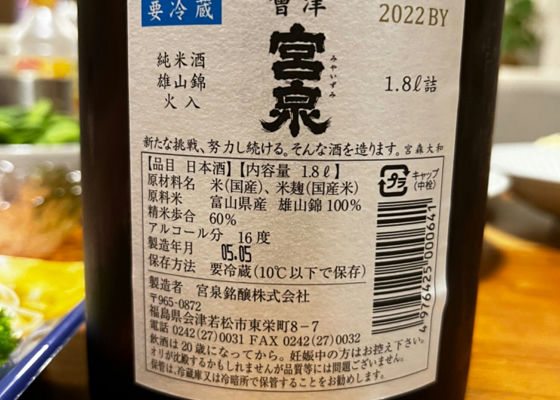 要冷蔵
會津
2022BY
宮泉
みやいずみ
純米酒
雄山錦
火入
1.8ℓ詰
新たな挑戦、努力し続ける。そんな酒を造ります。宮森大和
【品目 日本酒】【内容量 1.8ℓ】
原材料名 米(国産)、米麹(国産米)
原料米 富山県産 雄山錦100%
精米歩合 60%
アルコール分 16度
製造年月 05.05
保存方法 要冷蔵(10℃以下で保存)
プラ
キャップ
(中栓)
4976425000641
製造者 宮泉銘醸株式会社
〒965-0872
福島県会津若松市東栄町8-7
電話 0242(27)0031 FAX 0242(27)0032
飲酒は20歳になってから。妊娠中の方はお控え下さい。
オリが沈殿するかもしれませんが品質等には問題ございません。
保管は、冷蔵庫又は冷暗所で保管することをお勧めします。